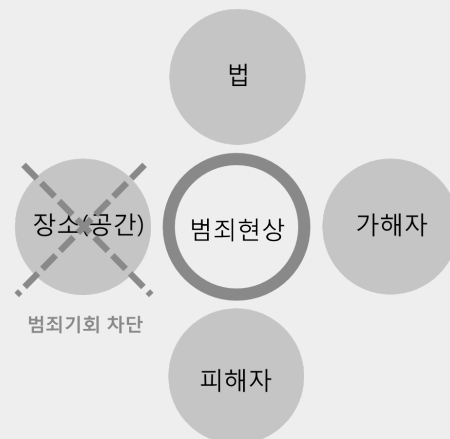 법
장소(공간)
범죄현상
가해자
범죄기회 차단
피해자